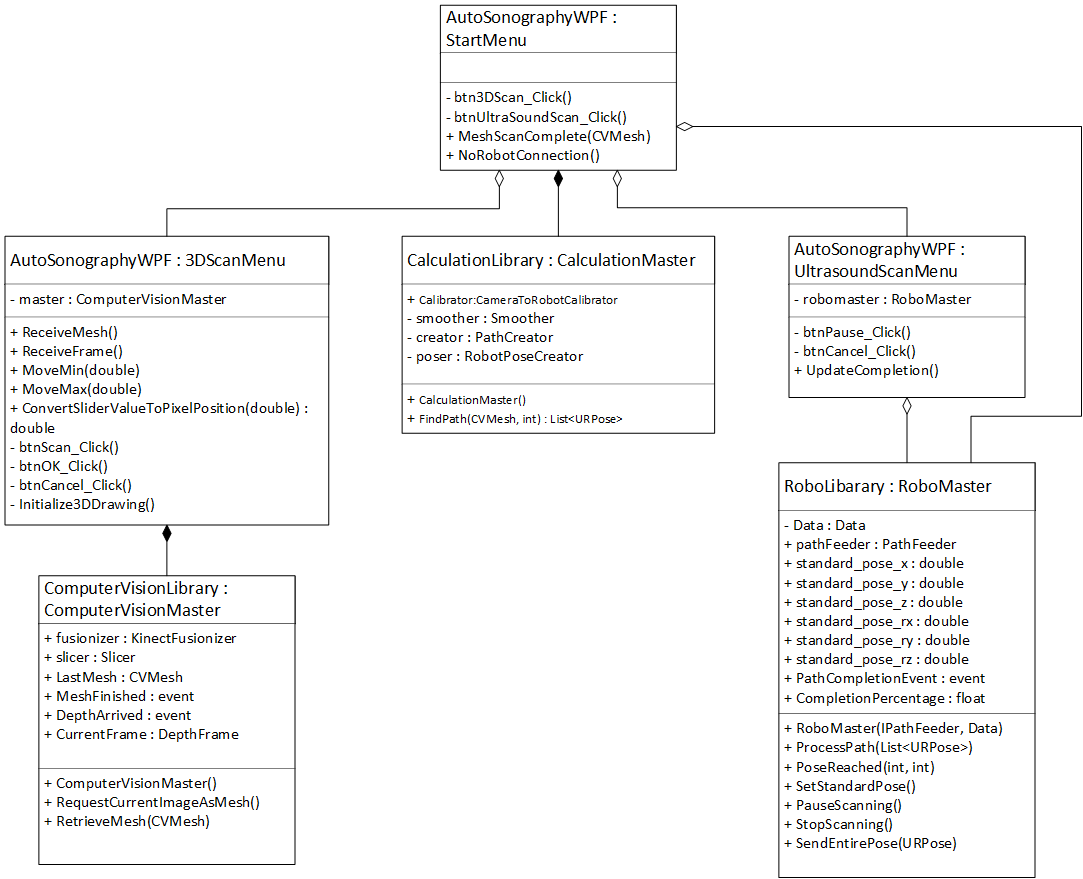 AutoSonographyWPF :
StartMenu
- btn3DScan_Click()
- btnUltraSoundScan_Click()
+ MeshScanComplete(CVMesh)
+ NoRobotConnection()
AutoSonographyWPF : 3DScanMenu
- master : ComputerVisionMaster
+ ReceiveMesh()
+ ReceiveFrame()
+ MoveMin(double)
+ MoveMax(double)
+ ConvertSliderValueToPixelPosition(double) :
double
- btnScan_Click()
- btnOK_Click()
- btnCancel_Click()
- Initialize3DDrawing()
CalculationLibrary : CalculationMaster
+ Calibrator:CameraToRobotCalibrator
- smoother : Smoother
- creator : PathCreator
- poser : RobotPoseCreator
+ CalculationMaster()
+ FindPath(CVMesh, int) : List<URPose>
AutoSonographyWPF :
UltrasoundScanMenu
- robomaster : RoboMaster
- btnPause_Click()
- btnCancel_Click()
+ UpdateCompletion()
ComputerVisionLibrary :
ComputerVisionMaster
+ fusionizer : KinectFusionizer
+ slicer : Slicer
+ LastMesh : CVMesh
+ MeshFinished : event
+ DepthArrived : event
+ CurrentFrame : DepthFrame
+ ComputerVisionMaster()
+ RequestCurrentImageAsMesh()
+ RetrieveMesh(CVMesh)
RoboLibarary : RoboMaster
- Data : Data
+ pathFeeder : PathFeeder
+ standard_pose_x : double
+ standard_pose_y : double
+ standard_pose_z : double
+ standard_pose_rx : double
+ standard_pose_ry : double
+ standard_pose_rz : double
+ PathCompletionEvent : event
+ CompletionPercentage : float
+ RoboMaster(IPathFeeder, Data)
+ ProcessPath(List<URPose>)
+ PoseReached(int, int)
+ SetStandardPose()
+ PauseScanning()
+ StopScanning()
+ SendEntirePose(URPose)